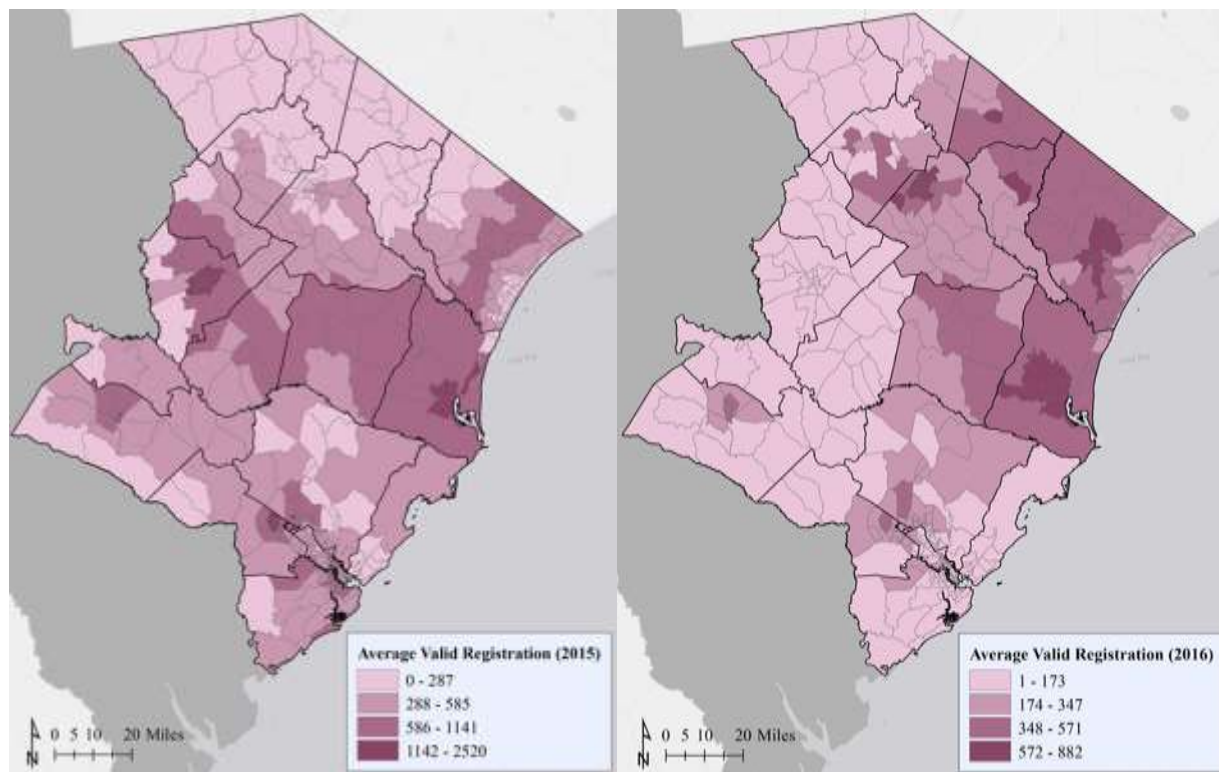 Average Valid Registration (2015)
0 - 287
288 - 585
586 - 1141
1142 - 2520
0 5 10 20 Miles
N
Average Valid Registration (2016)
1 - 173
174 - 347
348 - 571
572 - 882
0 5 10 20 Miles
N